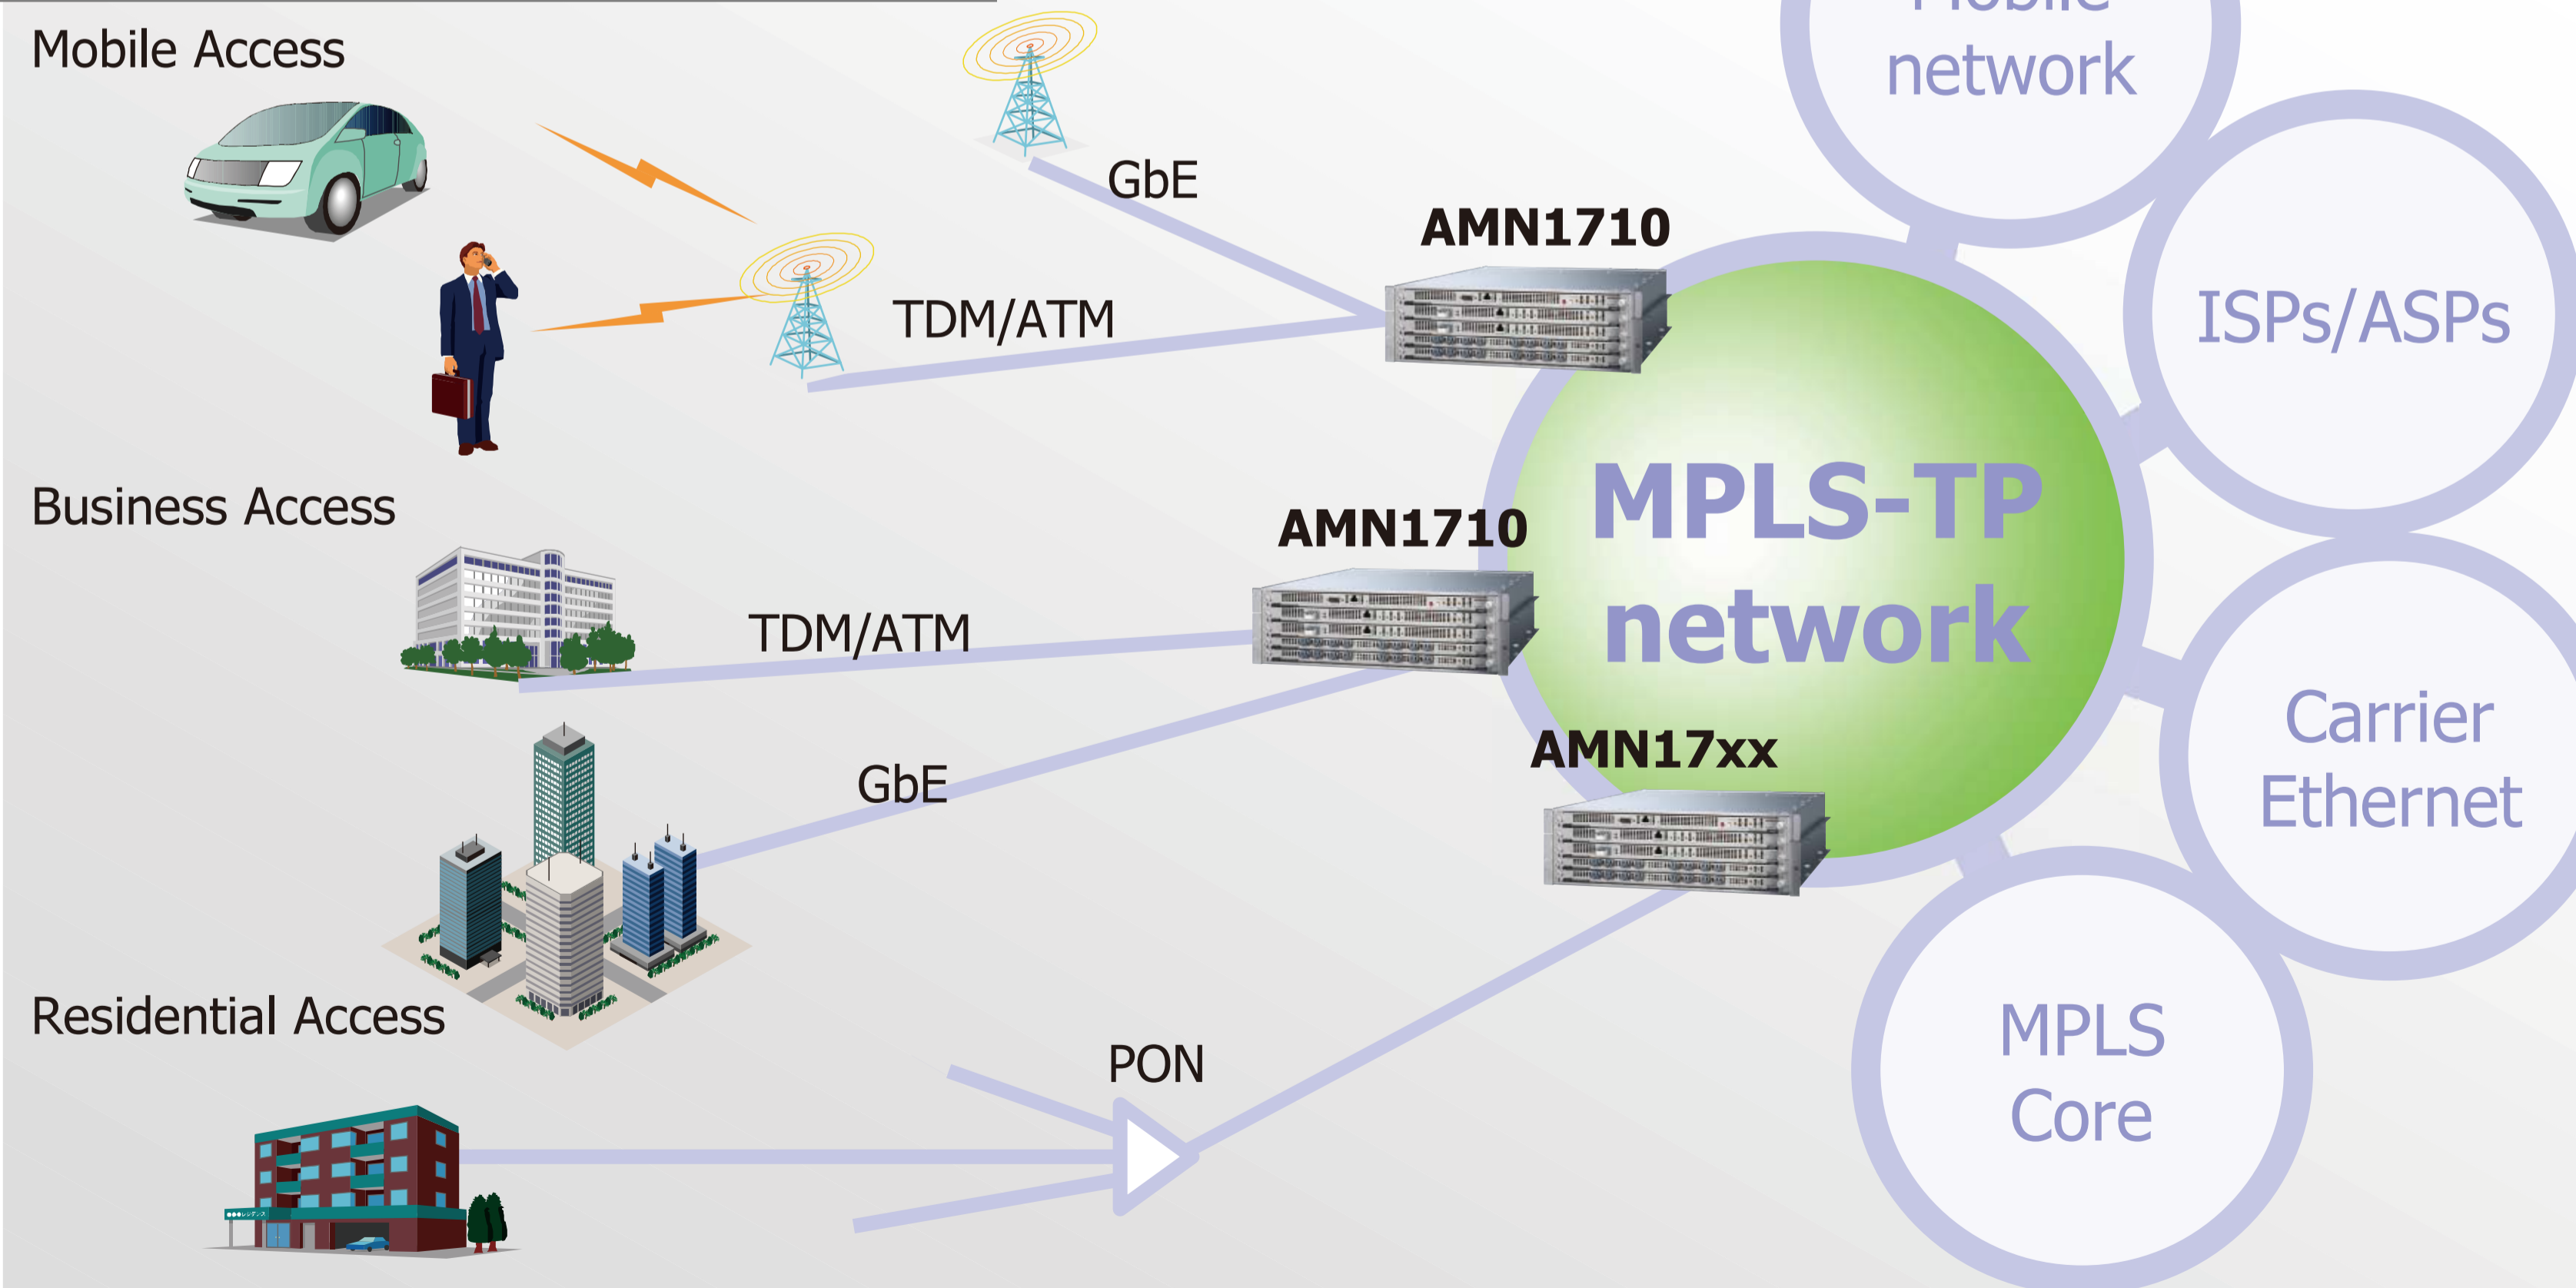 Mobile Access
Mobile
network
GbE
AMN1710
TDM/ATM
ISPs/ASPs
MPLS-TP
network
Business Access
AMN1710
TDM/ATM
GbE
AMN17xx
Carrier
Ethernet
Residential Access
PON
MPLS
Core